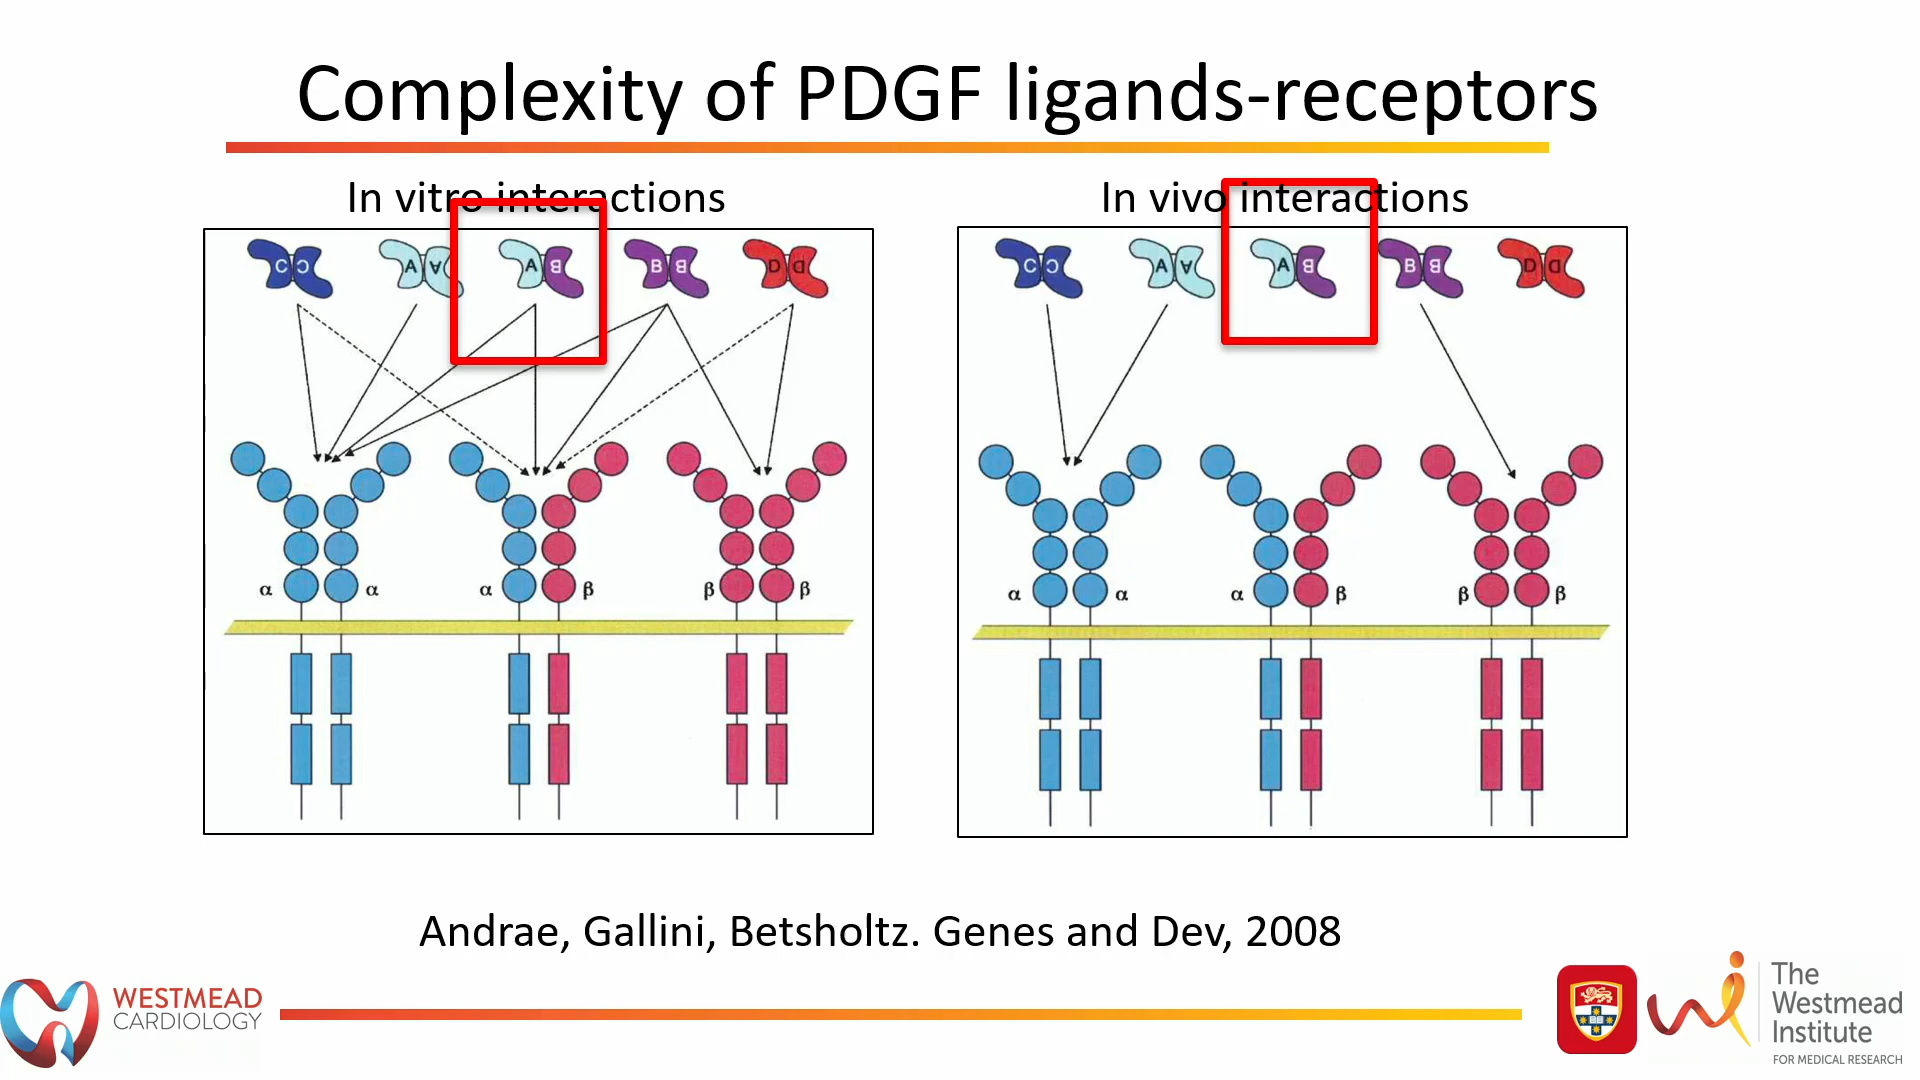 Complexity of PDGF ligands-receptors
In vitro interactions
In vivo interactions
C C A A A B B B D D
C C A A A B B B D D
α α α β β β
α α α β β β
Andrae, Gallini, Betsholtz. Genes and Dev, 2008
WESTMEAD
CARDIOLOGY
The
Westmead
Institute
FOR MEDICAL RESEARCH